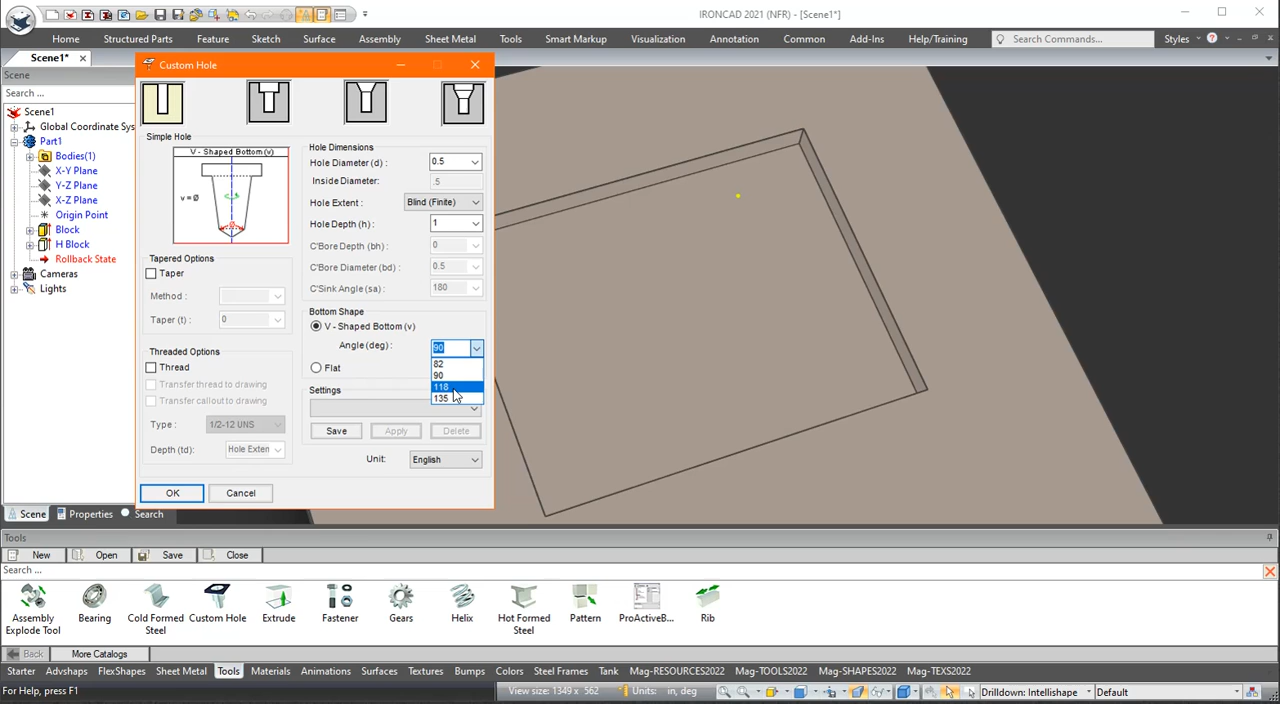 IRONCAD 2021 (NFR) - [Scene1*]
Home Structured Parts Feature Sketch Surface Assembly Sheet Metal Tools Smart Markup Visualization Annotation Common Add-Ins Help/Training Search Commands... Styles
Scene1*
Scene
Search ...
Scene1
Global Coordinate Sys
Part1
Bodies(1)
X-Y Plane
Y-Z Plane
X-Z Plane
Origin Point
Block
H Block
Rollback State
Cameras
Lights
Custom Hole
Simple Hole
V - Shaped Bottom (v)
v = Ø
Tapered Options
Taper
Method :
Taper (t) : 0
Threaded Options
Thread
Transfer thread to drawing
Transfer callout to drawing
Type : 1/2-12 UNS
Depth (td): Hole Exten
Hole Dimensions
Hole Diameter (d) : 0.5
Inside Diameter: .5
Hole Extent : Blind (Finite)
Hole Depth (h) : 1
C'Bore Depth (bh) : 0
C'Bore Diameter (bd) : 0.5
C'Sink Angle (sa) : 180
Bottom Shape
V - Shaped Bottom (v)
Angle (deg) : 90
82
90
118
135
Flat
Settings
Save Apply Delete
Unit: English
OK Cancel
Scene Properties Search
Tools
New Open Save Close
Search ...
Assembly Explode Tool
Bearing
Cold Formed Steel
Custom Hole
Extrude
Fastener
Gears
Helix
Hot Formed Steel
Pattern
ProActiveB...
Rib
Back More Catalogs
Starter Advshaps FlexShapes Sheet Metal Tools Materials Animations Surfaces Textures Bumps Colors Steel Frames Tank Mag-RESOURCES2022 Mag-TOOLS2022 Mag-SHAPES2022 Mag-TEXS2022
For Help, press F1 View size: 1349 x 562 Units: in, deg Drilldown: Intellishape Default